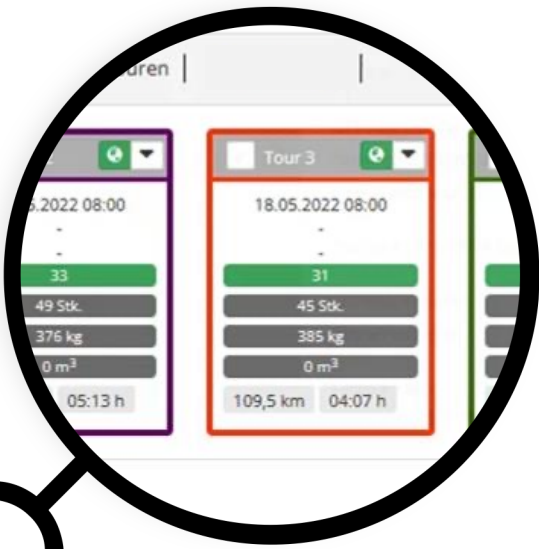 uren
5.2022 08:00
-
-
33
49 Stk.
376 kg
0 m³
05:13 h
Tour 3
18.05.2022 08:00
-
-
31
45 Stk.
385 kg
0 m³
109,5 km 04:07 h